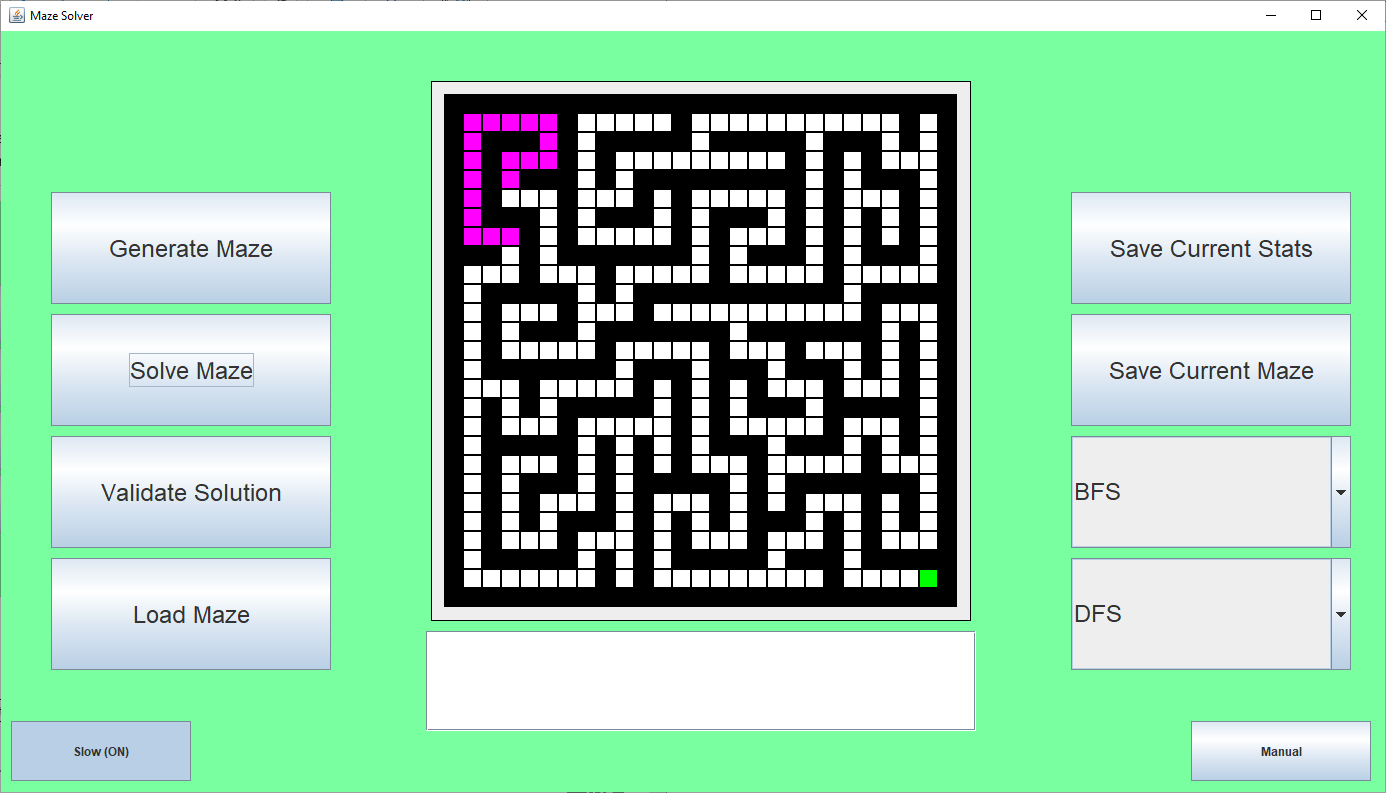 Maze Solver
Generate Maze
Solve Maze
Validate Solution
Load Maze
Save Current Stats
Save Current Maze
BFS
DFS
Slow (ON)
Manual